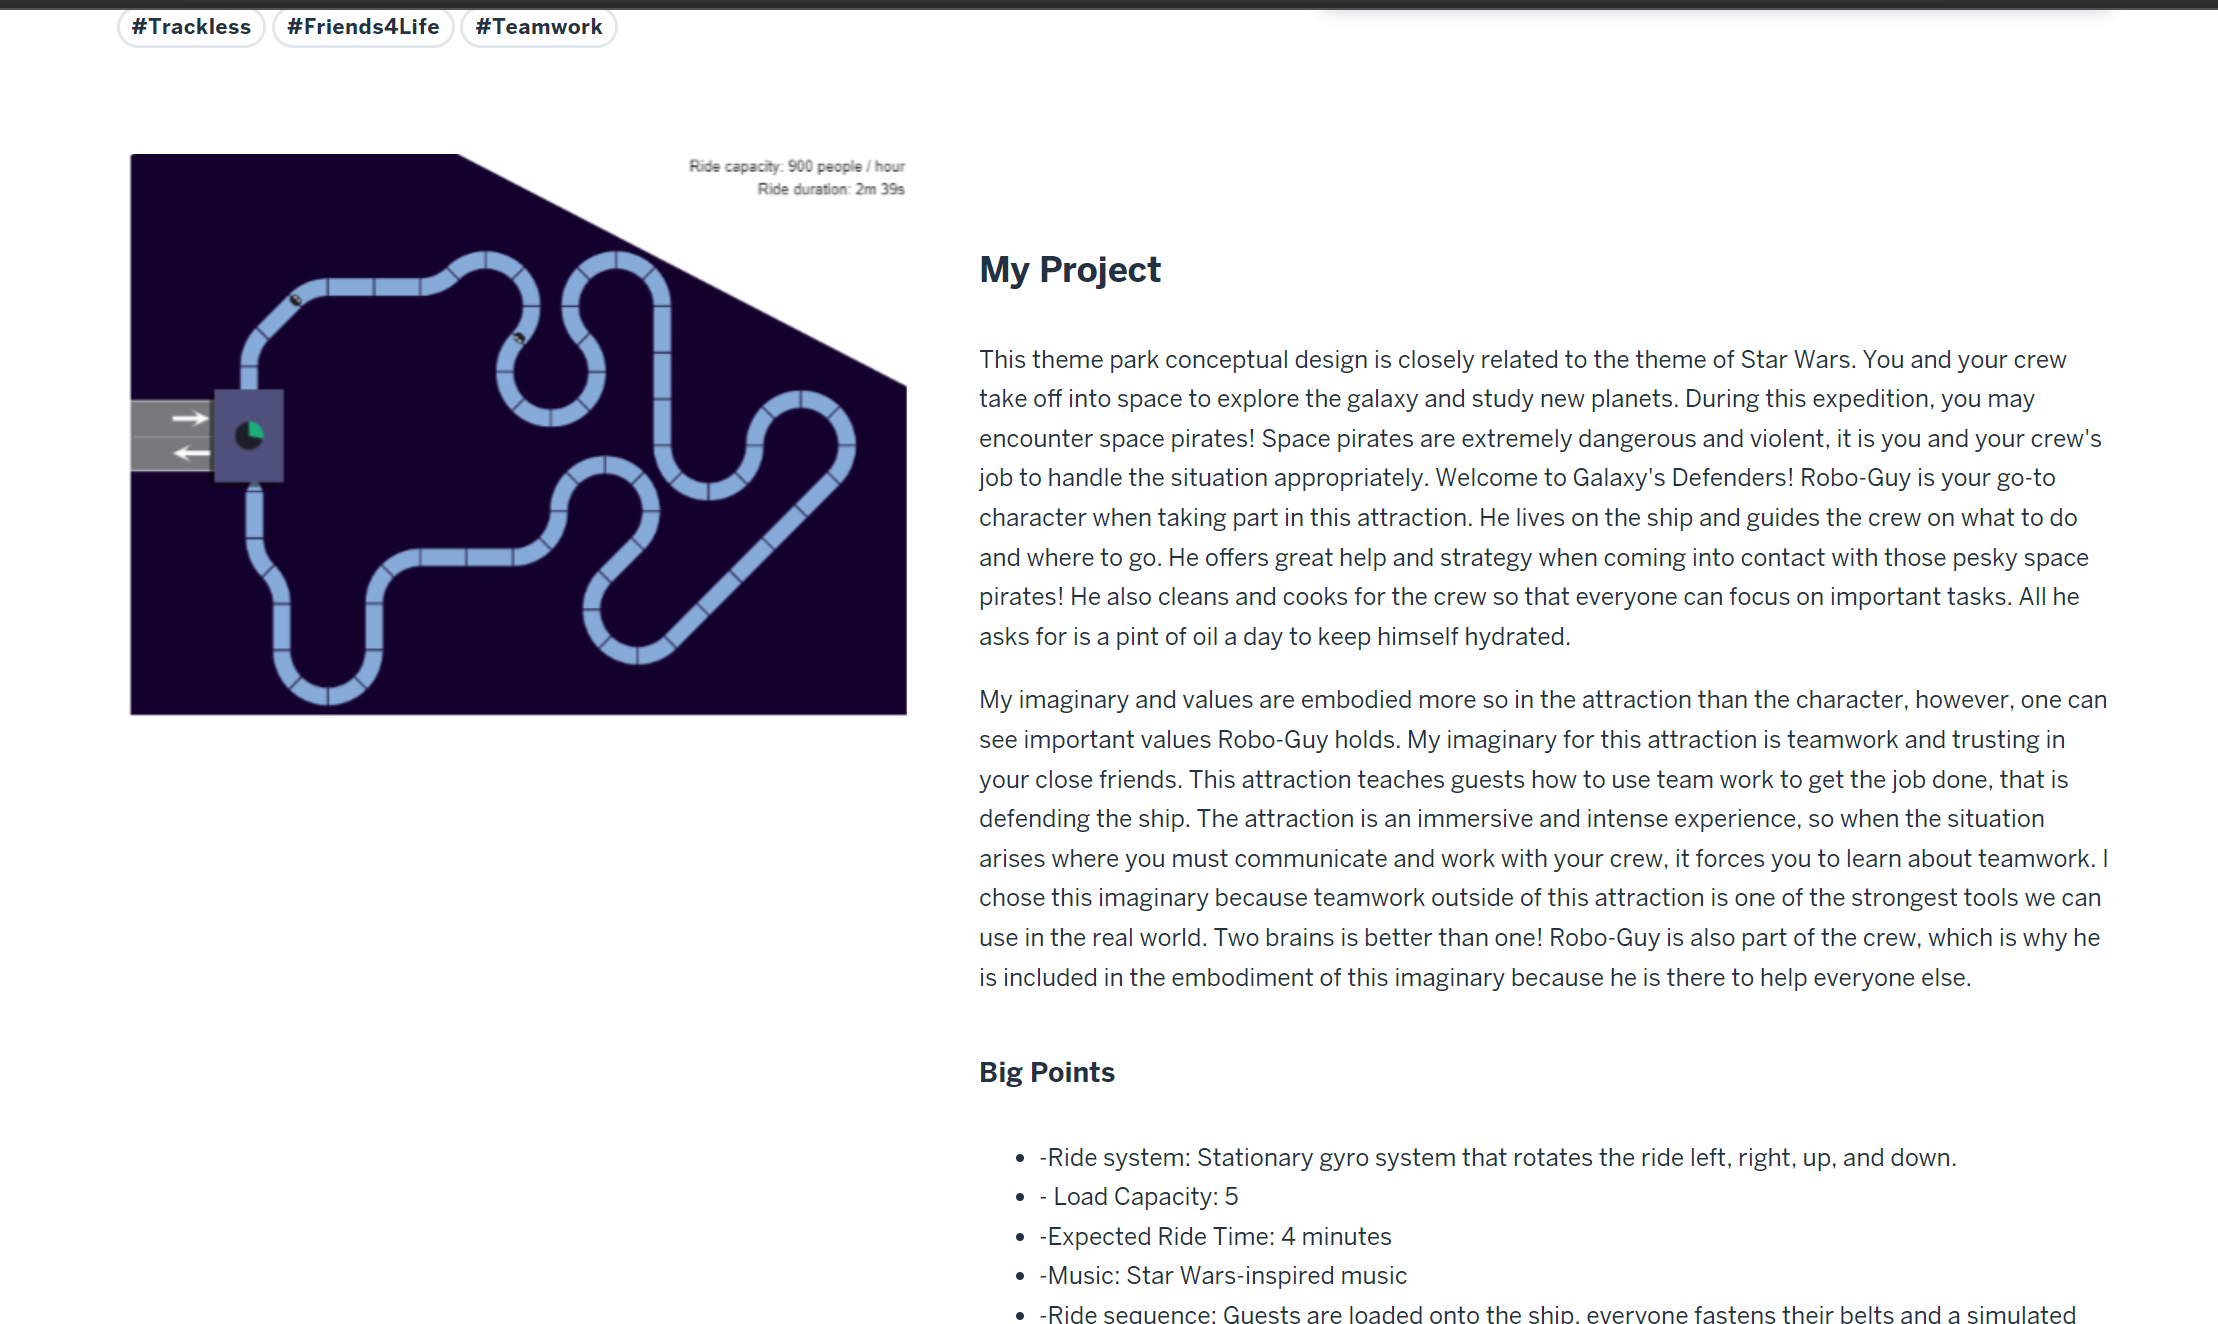 #Trackless #Friends4Life #Teamwork
Ride capacity: 900 people / hour
Ride duration: 2m 39s
My Project
This theme park conceptual design is closely related to the theme of Star Wars. You and your crew
take off into space to explore the galaxy and study new planets. During this expedition, you may
encounter space pirates! Space pirates are extremely dangerous and violent, it is you and your crew's
job to handle the situation appropriately. Welcome to Galaxy's Defenders! Robo-Guy is your go-to
character when taking part in this attraction. He lives on the ship and guides the crew on what to do
and where to go. He offers great help and strategy when coming into contact with those pesky space
pirates! He also cleans and cooks for the crew so that everyone can focus on important tasks. All he
asks for is a pint of oil a day to keep himself hydrated.
My imaginary and values are embodied more so in the attraction than the character, however, one can
see important values Robo-Guy holds. My imaginary for this attraction is teamwork and trusting in
your close friends. This attraction teaches guests how to use team work to get the job done, that is
defending the ship. The attraction is an immersive and intense experience, so when the situation
arises where you must communicate and work with your crew, it forces you to learn about teamwork. I
chose this imaginary because teamwork outside of this attraction is one of the strongest tools we can
use in the real world. Two brains is better than one! Robo-Guy is also part of the crew, which is why he
is included in the embodiment of this imaginary because he is there to help everyone else.
Big Points
• -Ride system: Stationary gyro system that rotates the ride left, right, up, and down.
• - Load Capacity: 5
• -Expected Ride Time: 4 minutes
• -Music: Star Wars-inspired music
• -Ride sequence: Guests are loaded onto the ship, everyone fastens their belts and a simulated